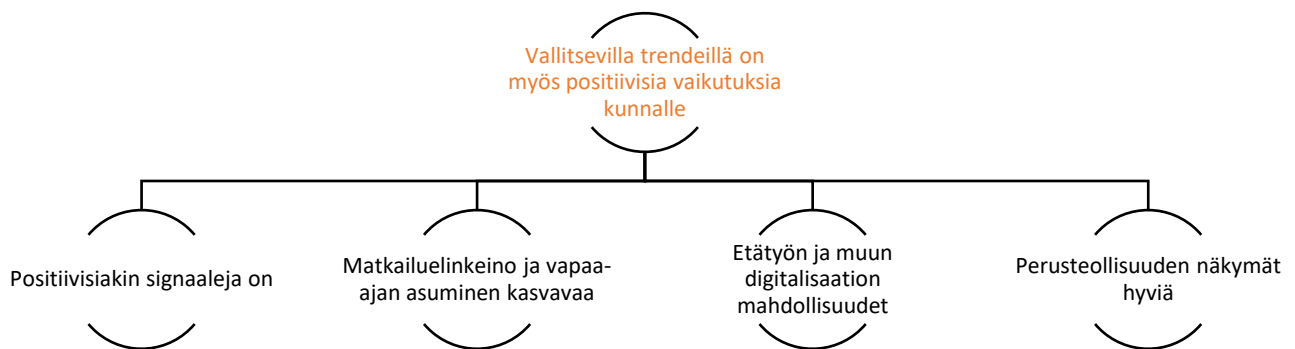 Vallitsevilla trendeillä on
myös positiivisia vaikutuksia
kunnalle
Positiivisiakin signaaleja on
Matkailuelinkeino ja vapaa-
ajan asuminen kasvavaa
Etätyön ja muun
digitalisaation
mahdollisuudet
Perusteollisuuden näkymät
hyviä